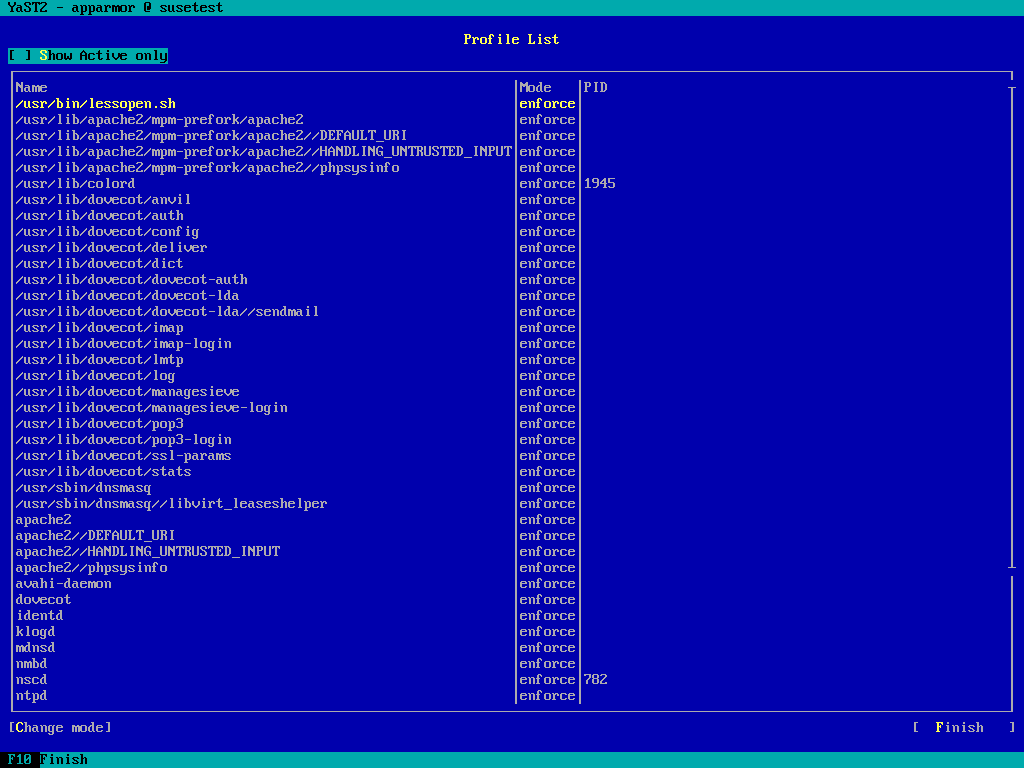 YaST2 - apparmor @ susetest
Profile List
[ ] Show Active only
Name Mode PID
/usr/bin/lessopen.sh enforce
/usr/lib/apache2/mpm-prefork/apache2 enforce
/usr/lib/apache2/mpm-prefork/apache2//DEFAULT_URI enforce
/usr/lib/apache2/mpm-prefork/apache2//HANDLING_UNTRUSTED_INPUT enforce
/usr/lib/apache2/mpm-prefork/apache2//phpsysinfo enforce
/usr/lib/colord enforce 1945
/usr/lib/dovecot/anvil enforce
/usr/lib/dovecot/auth enforce
/usr/lib/dovecot/config enforce
/usr/lib/dovecot/deliver enforce
/usr/lib/dovecot/dict enforce
/usr/lib/dovecot/dovecot-auth enforce
/usr/lib/dovecot/dovecot-lda enforce
/usr/lib/dovecot/dovecot-lda//sendmail enforce
/usr/lib/dovecot/imap enforce
/usr/lib/dovecot/imap-login enforce
/usr/lib/dovecot/lmtp enforce
/usr/lib/dovecot/log enforce
/usr/lib/dovecot/managesieve enforce
/usr/lib/dovecot/managesieve-login enforce
/usr/lib/dovecot/pop3 enforce
/usr/lib/dovecot/pop3-login enforce
/usr/lib/dovecot/ssl-params enforce
/usr/lib/dovecot/stats enforce
/usr/sbin/dnsmasq enforce
/usr/sbin/dnsmasq//libvirt_leaseshelper enforce
apache2 enforce
apache2//DEFAULT_URI enforce
apache2//HANDLING_UNTRUSTED_INPUT enforce
apache2//phpsysinfo enforce
avahi-daemon enforce
dovecot enforce
identd enforce
klogd enforce
mdnsd enforce
nmbd enforce
nscd enforce 782
ntpd enforce
[Change mode] [ Finish ]
F10 Finish